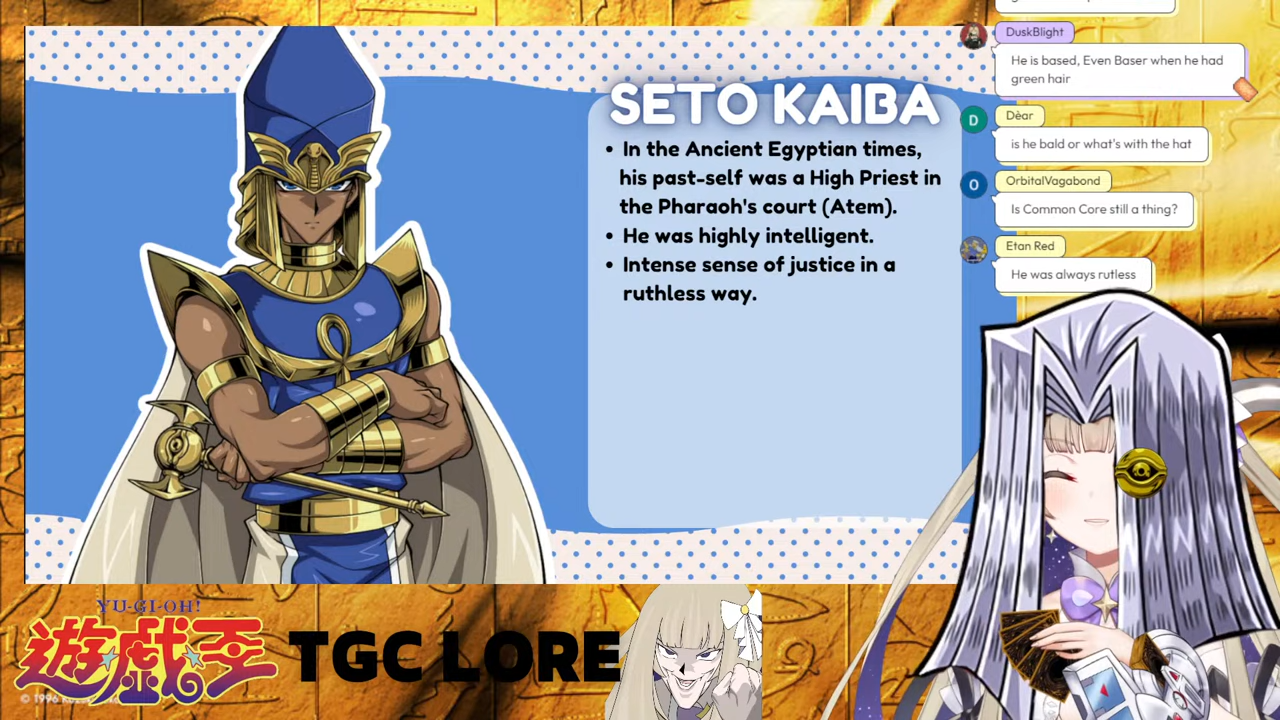 SETO KAIBA
• In the Ancient Egyptian times,
his past-self was a High Priest in
the Pharaoh's court (Atem).
• He was highly intelligent.
• Intense sense of justice in a
ruthless way.
DuskBlight
He is based, Even Baser when he had
green hair
D
Dèar
is he bald or what's with the hat
O
OrbitalVagabond
Is Common Core still a thing?
Etan Red
He was always rutless
YU-GI-OH!
遊戯王
TGC LORE
© 1996